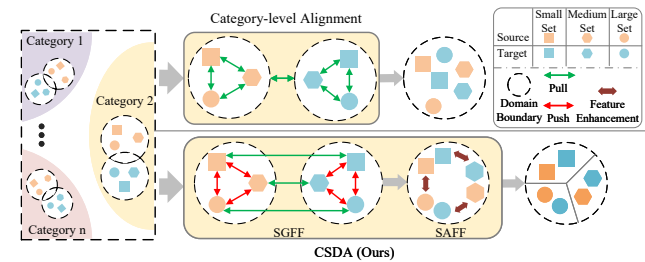 Category-level Alignment
Category 1
Category 2
Category n
Small Set
Medium Set
Large Set
Source
Target
Domain Boundary
Pull
Push
Feature Enhancement
SGFF
SAFF
CSDA (Ours)